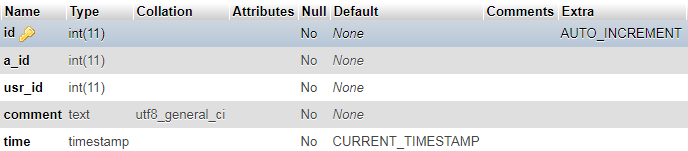 Name Type Collation Attributes Null Default Comments Extra
id int(11) No None AUTO_INCREMENT
a_id int(11) No None
usr_id int(11) No None
comment text utf8_general_ci No None
time timestamp No CURRENT_TIMESTAMP